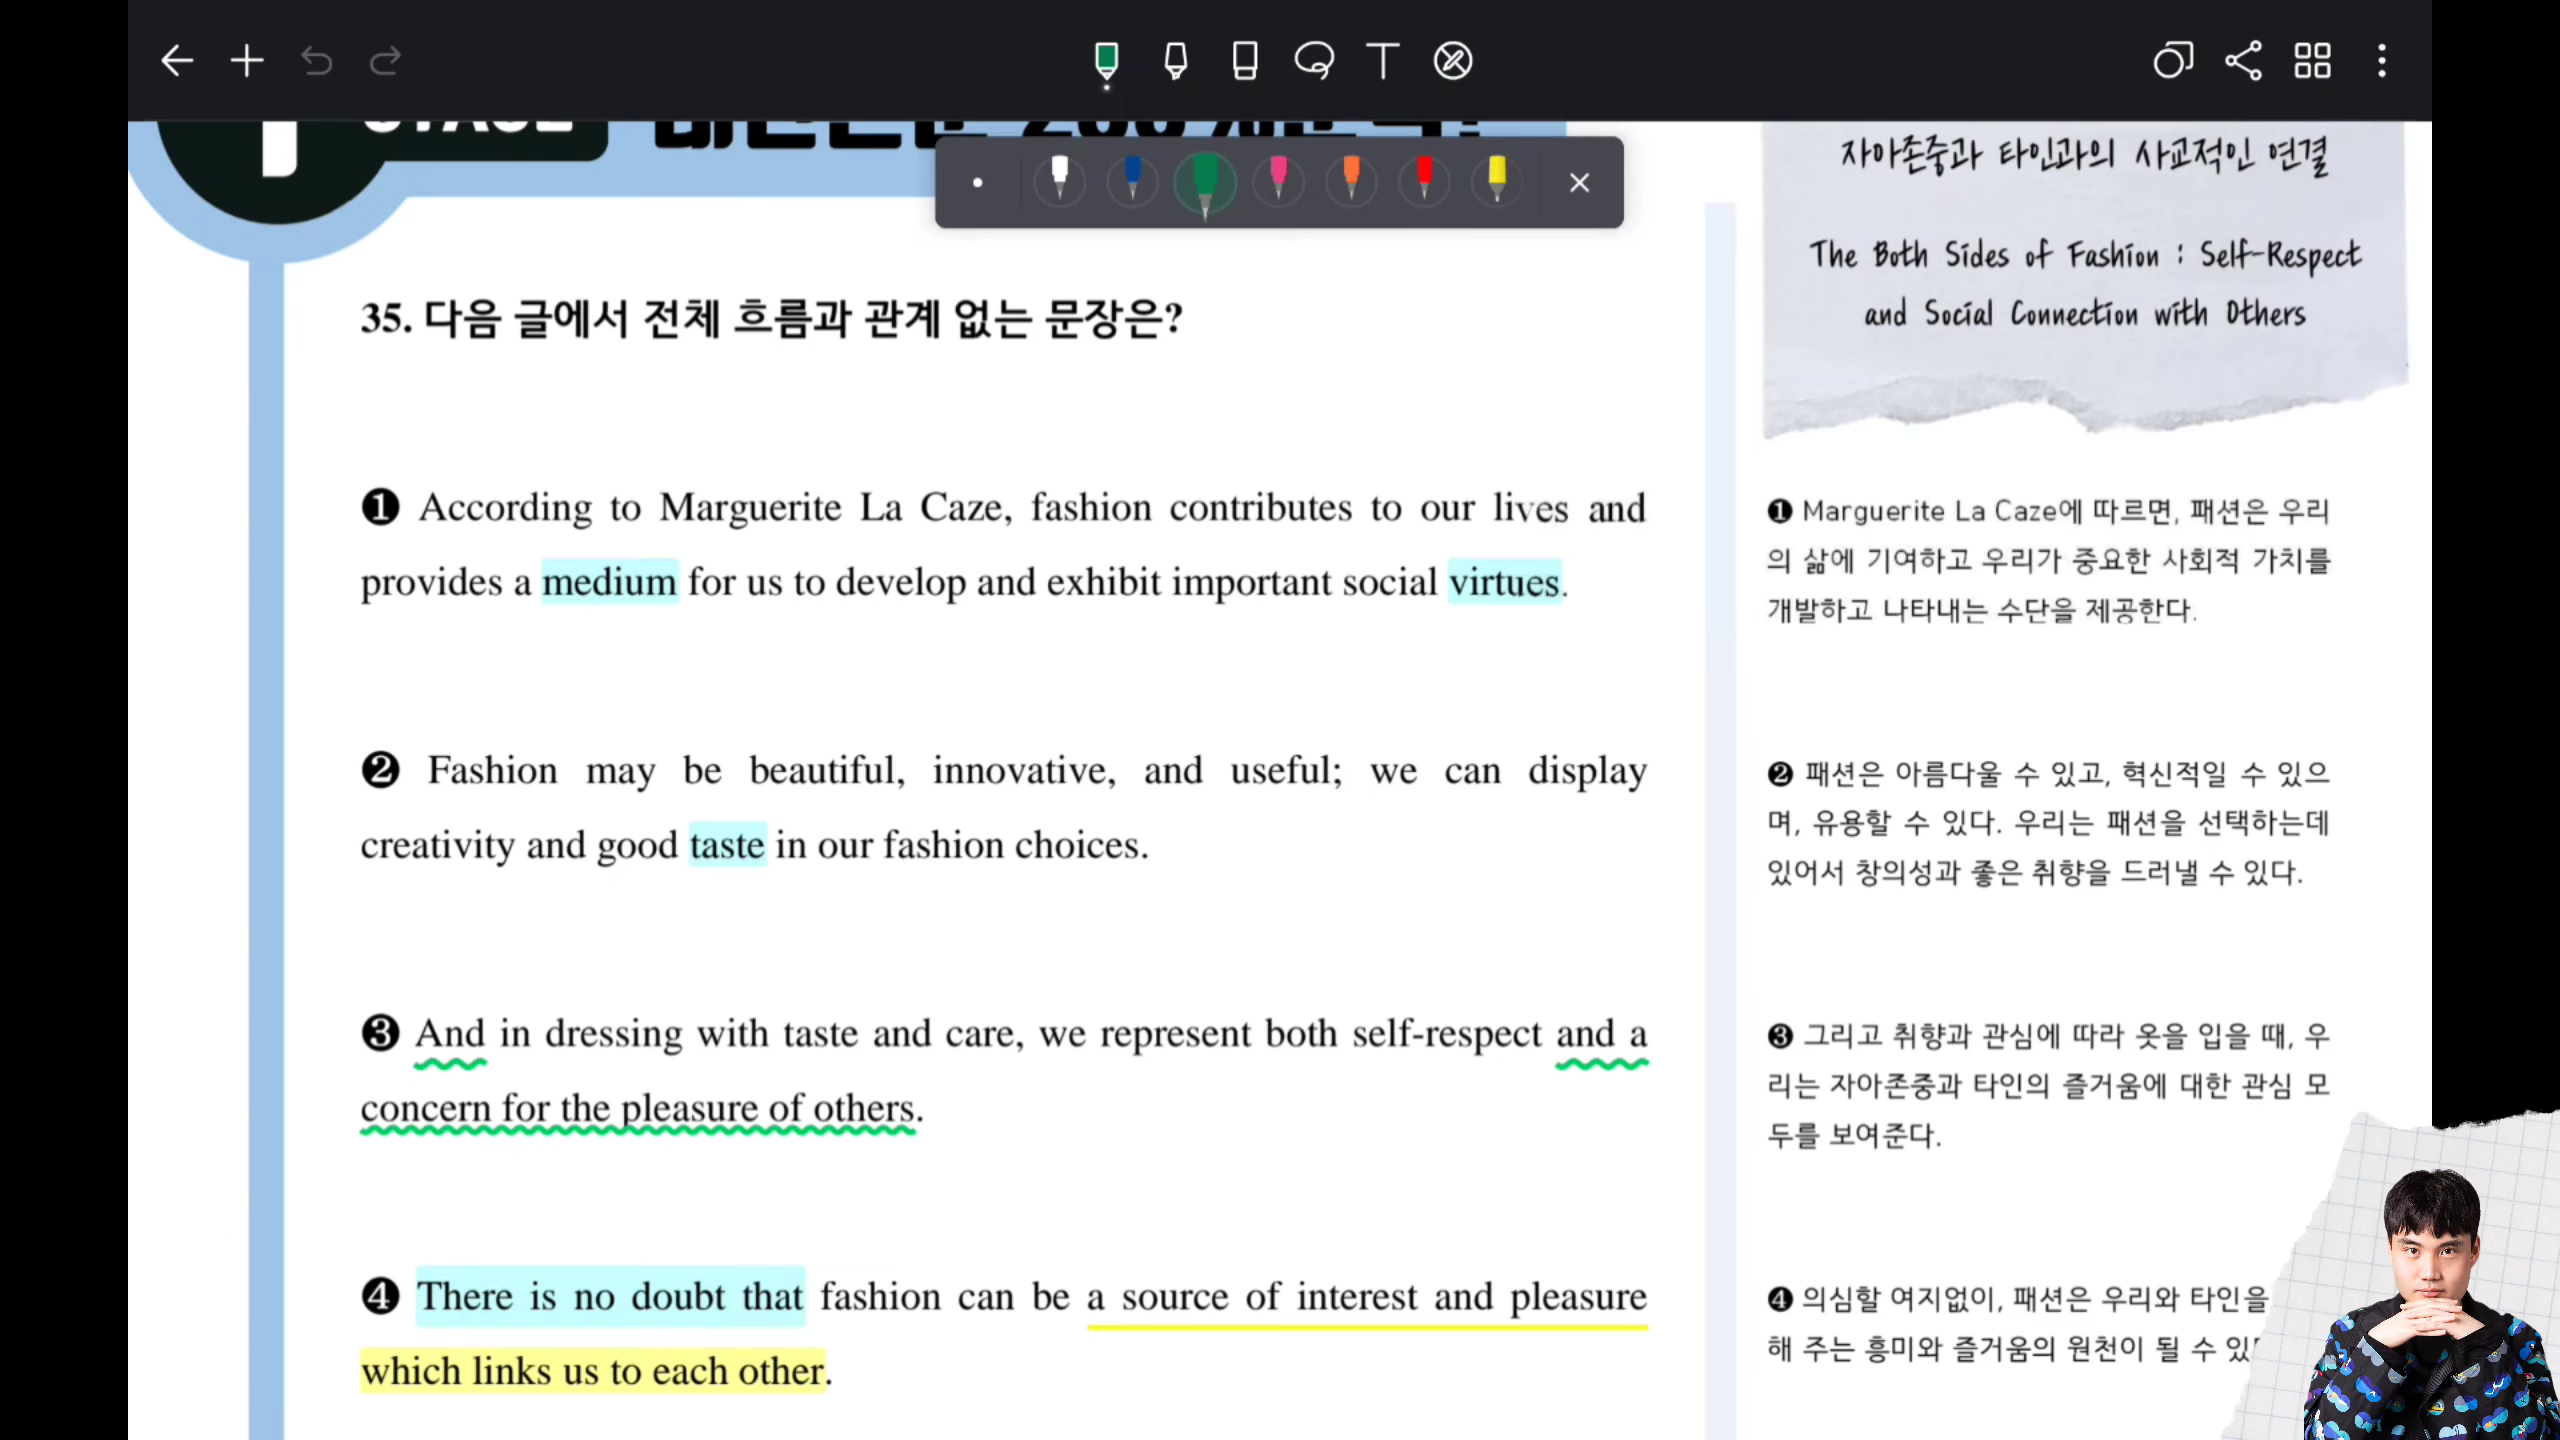 자아존중과 타인과의 사교적인 연결
The Both Sides of Fashion : Self-Respect
and Social Connection with Others
35. 다음 글에서 전체 흐름과 관계 없는 문장은?
❶ According to Marguerite La Caze, fashion contributes to our lives and
provides a medium for us to develop and exhibit important social virtues.
❷ Fashion may be beautiful, innovative, and useful; we can display
creativity and good taste in our fashion choices.
❸ And in dressing with taste and care, we represent both self-respect and a
concern for the pleasure of others.
❹ There is no doubt that fashion can be a source of interest and pleasure
which links us to each other.
❶ Marguerite La Caze에 따르면, 패션은 우리
의 삶에 기여하고 우리가 중요한 사회적 가치를
개발하고 나타내는 수단을 제공한다.
❷ 패션은 아름다울 수 있고, 혁신적일 수 있으
며, 유용할 수 있다. 우리는 패션을 선택하는데
있어서 창의성과 좋은 취향을 드러낼 수 있다.
❸ 그리고 취향과 관심에 따라 옷을 입을 때, 우
리는 자아존중과 타인의 즐거움에 대한 관심 모
두를 보여준다.
❹ 의심할 여지없이, 패션은 우리와 타인을
해 주는 흥미와 즐거움의 원천이 될 수